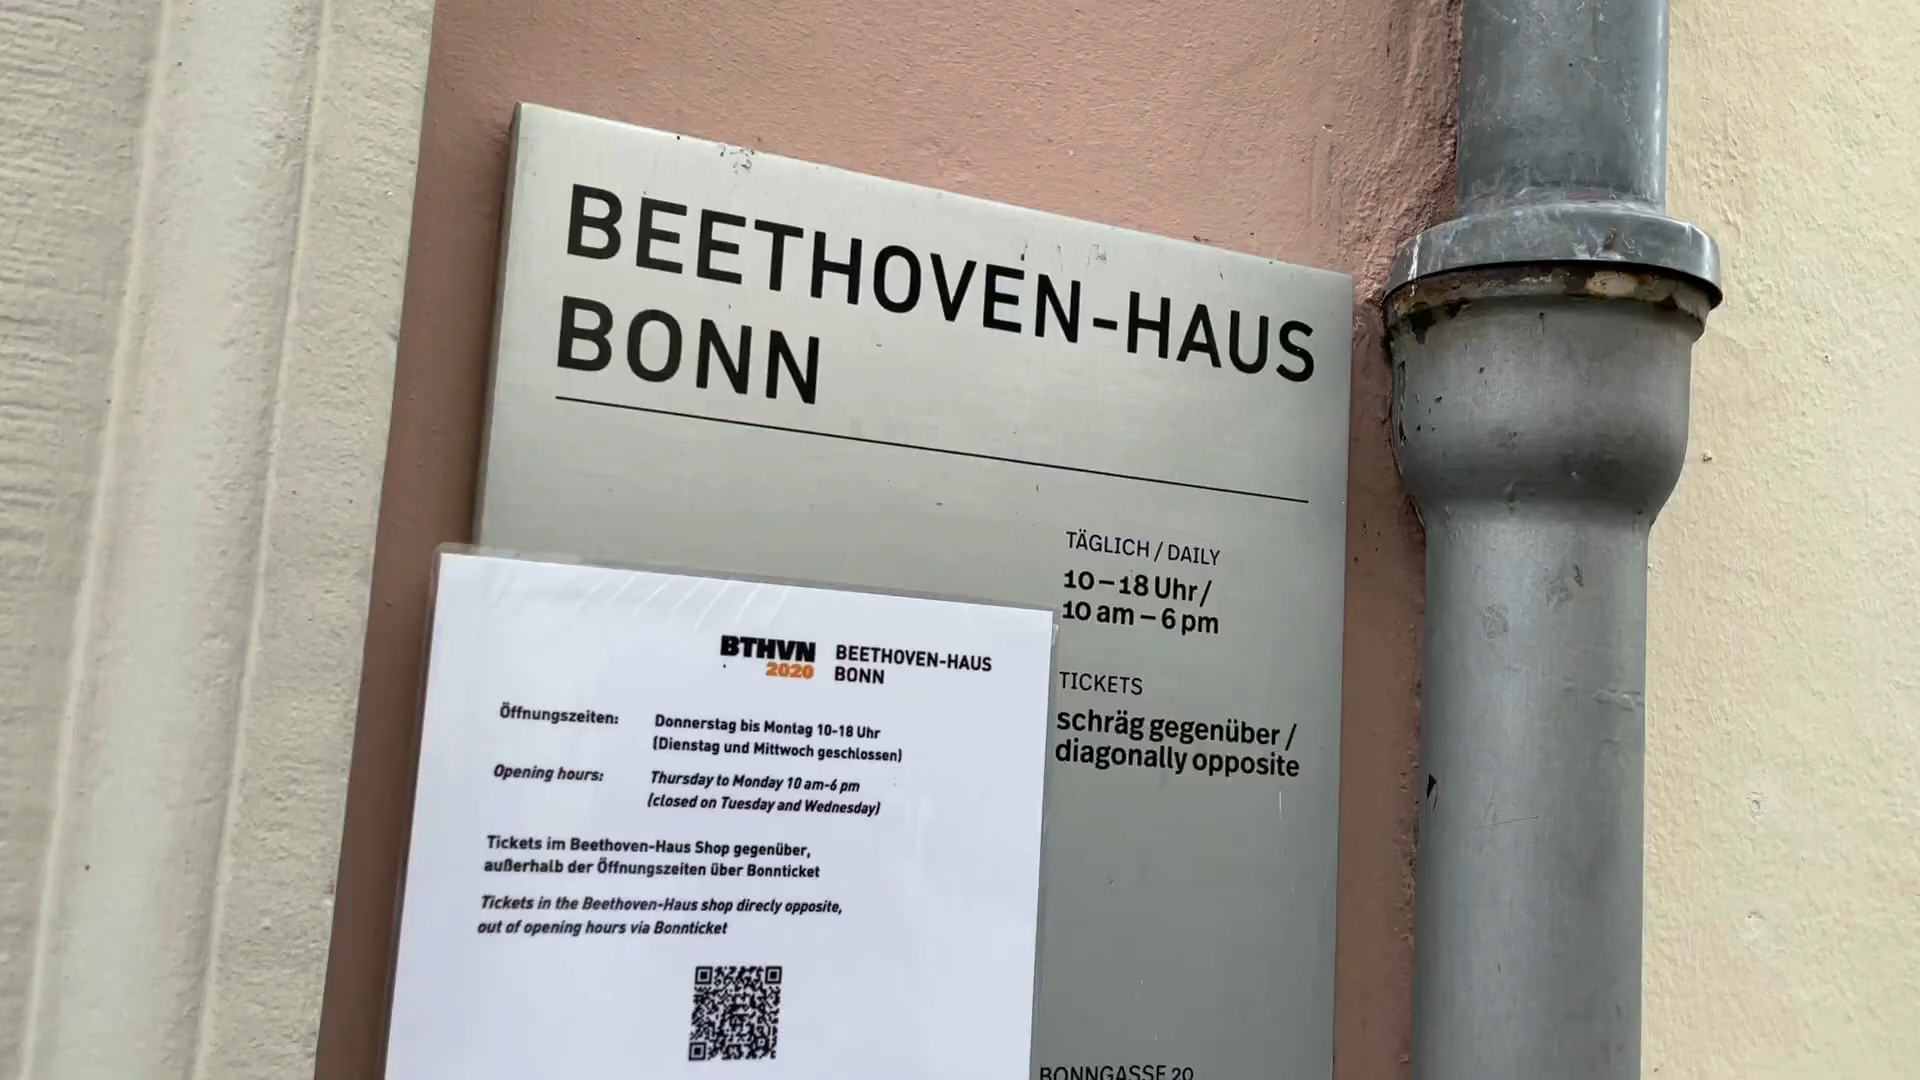 BEETHOVEN-HAUS
BONN
TÄGLICH / DAILY
10–18 Uhr /
10 am – 6 pm
TICKETS
schräg gegenüber /
diagonally opposite
BONNGASSE 20
BTHVN
2020
BEETHOVEN-HAUS
BONN
Öffnungszeiten:
Donnerstag bis Montag 10-18 Uhr
(Dienstag und Mittwoch geschlossen)
Opening hours:
Thursday to Monday 10 am-6 pm
(closed on Tuesday and Wednesday)
Tickets im Beethoven-Haus Shop gegenüber,
außerhalb der Öffnungszeiten über Bonnticket
Tickets in the Beethoven-Haus shop direcly opposite,
out of opening hours via Bonnticket